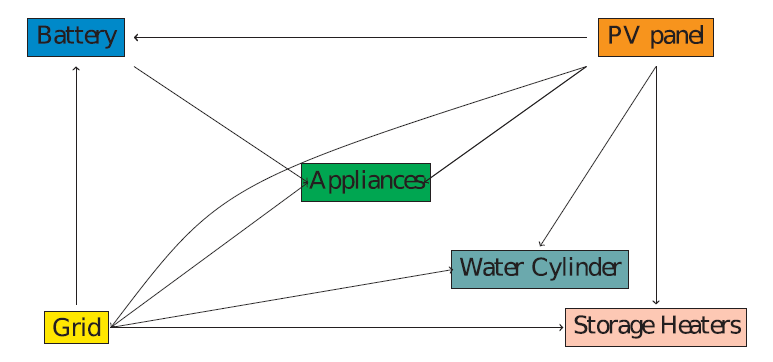 Battery
PV panel
Appliances
Water Cylinder
Grid
Storage Heaters